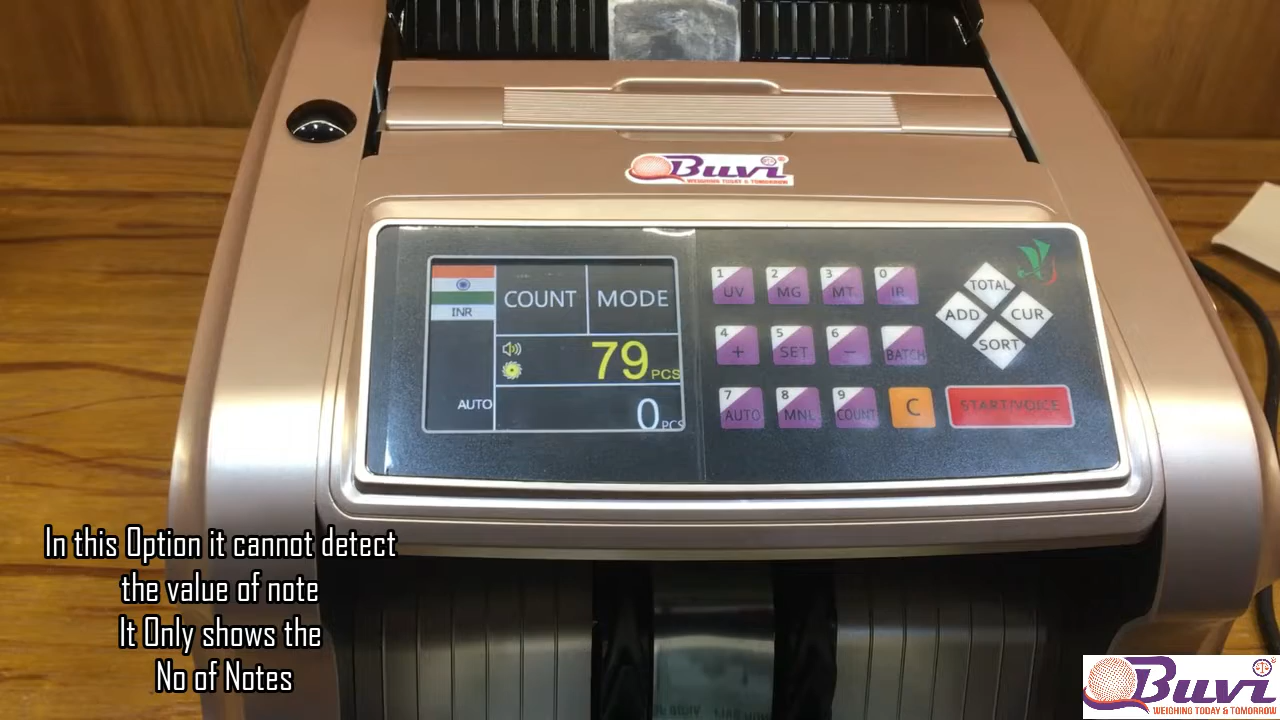 Buvi
WEIGHING TODAY & TOMORROW
INR
COUNT
MODE
79 PCS
AUTO
0 PCS
1 UV
2 MG
3 MT
0 IR
4 +
5 SET
6 −
BATCH
7 AUTO
8 MNL
9 COUNT
C
TOTAL
ADD
CUR
SORT
START/VOICE
In this Option it cannot detect
the value of note
It Only shows the
No of Notes
Buvi
WEIGHING TODAY & TOMORROW